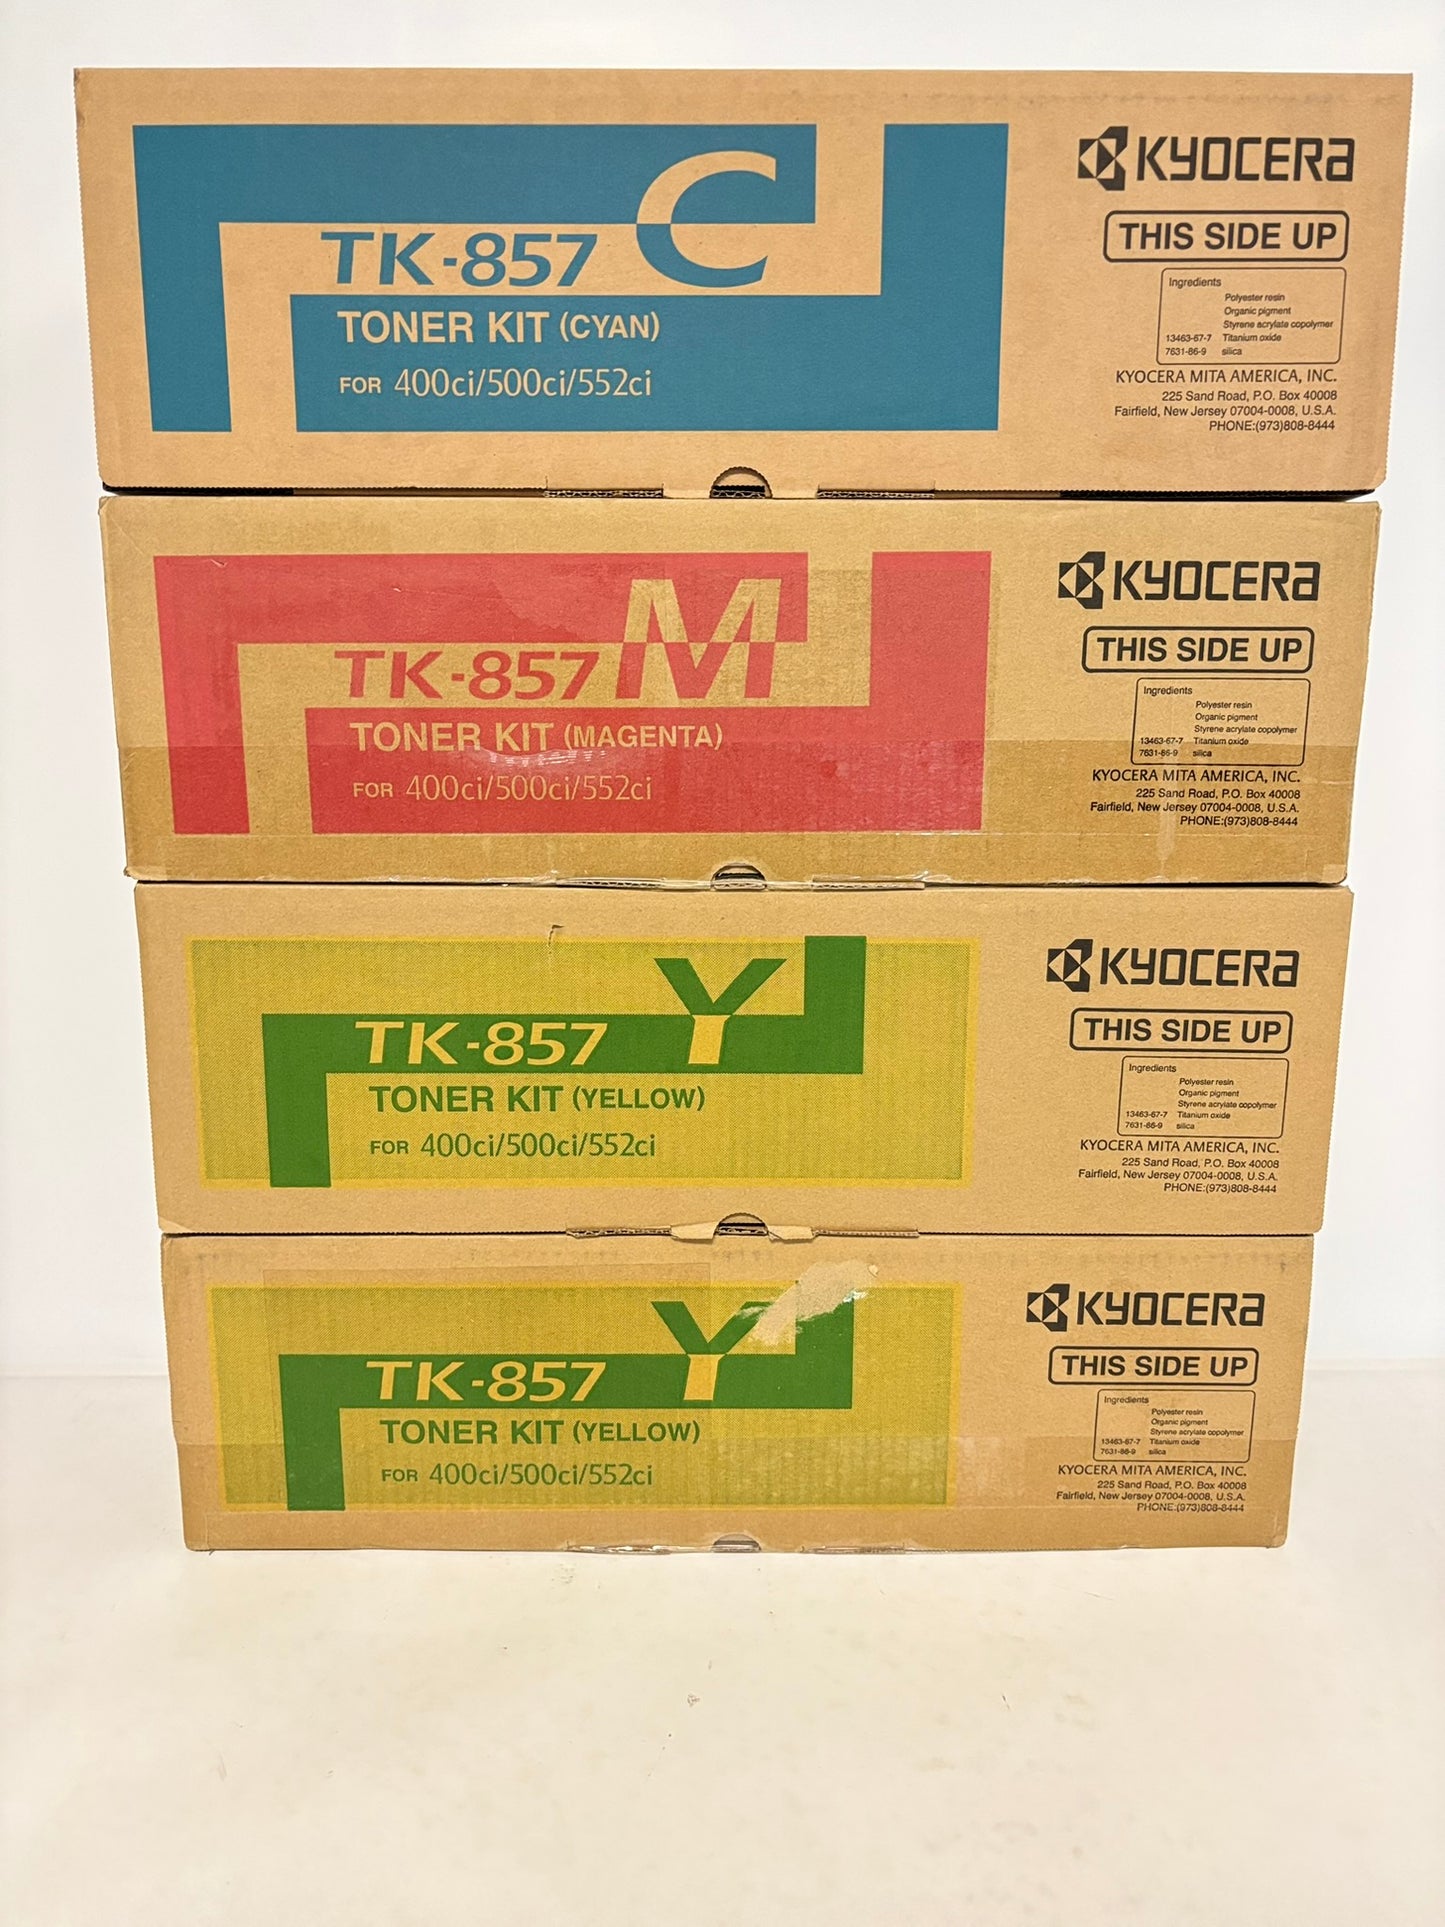 TK-857 C
TONER KIT (CYAN)
FOR 400ci/500ci/552ci
KYOCERA
THIS SIDE UP
Ingredients
Polyester resin
Organic pigment
Styrene acrylate copolymer
13463-67-7 Titanium oxide
7631-86-9 silica
KYOCERA MITA AMERICA, INC.
225 Sand Road, P.O. Box 40008
Fairfield, New Jersey 07004-0008, U.S.A.
PHONE:(973)808-8444
TK-857 M
TONER KIT (MAGENTA)
FOR 400ci/500ci/552ci
KYOCERA
THIS SIDE UP
Ingredients
Polyester resin
Organic pigment
Styrene acrylate copolymer
13463-67-7 Titanium oxide
7631-86-9 silica
KYOCERA MITA AMERICA, INC.
225 Sand Road, P.O. Box 40008
Fairfield, New Jersey 07004-0008, U.S.A.
PHONE:(973)808-8444
TK-857 Y
TONER KIT (YELLOW)
FOR 400ci/500ci/552ci
KYOCERA
THIS SIDE UP
Ingredients
Polyester resin
Organic pigment
Styrene acrylate copolymer
13463-67-7 Titanium oxide
7631-86-9 silica
KYOCERA MITA AMERICA, INC.
225 Sand Road, P.O. Box 40008
Fairfield, New Jersey 07004-0008, U.S.A.
PHONE:(973)808-8444
TK-857 Y
TONER KIT (YELLOW)
FOR 400ci/500ci/552ci
KYOCERA
THIS SIDE UP
Ingredients
Polyester resin
Organic pigment
Styrene acrylate copolymer
13463-67-7 Titanium oxide
7631-86-9 silica
KYOCERA MITA AMERICA, INC.
225 Sand Road, P.O. Box 40008
Fairfield, New Jersey 07004-0008, U.S.A.
PHONE:(973)808-8444